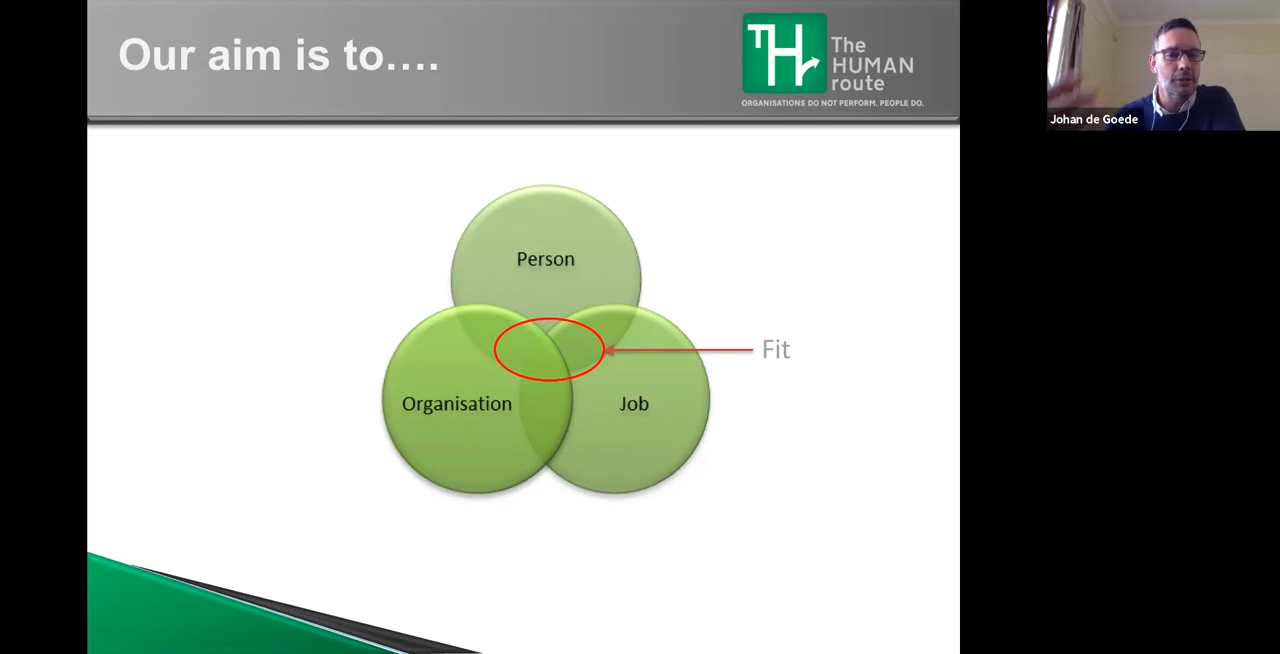 Our aim is to....
THr
The
HUMAN
route
ORGANISATIONS DO NOT PERFORM. PEOPLE DO.
Johan de Goede
Person
Fit
Organisation
Job